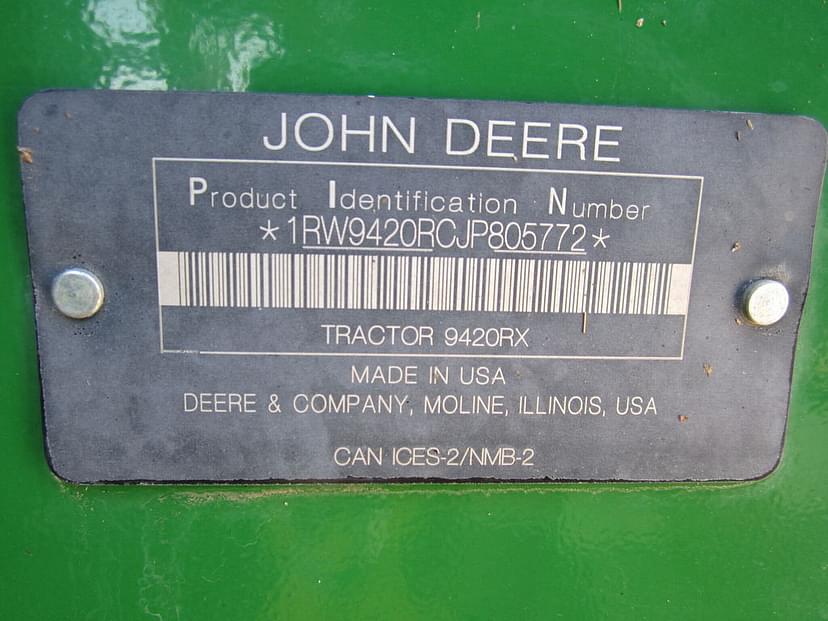 JOHN DEERE
Product Identification Number
*1RW9420RCJP805772*
TRACTOR 9420RX
MADE IN USA
DEERE & COMPANY, MOLINE, ILLINOIS, USA
CAN ICES-2/NMB-2